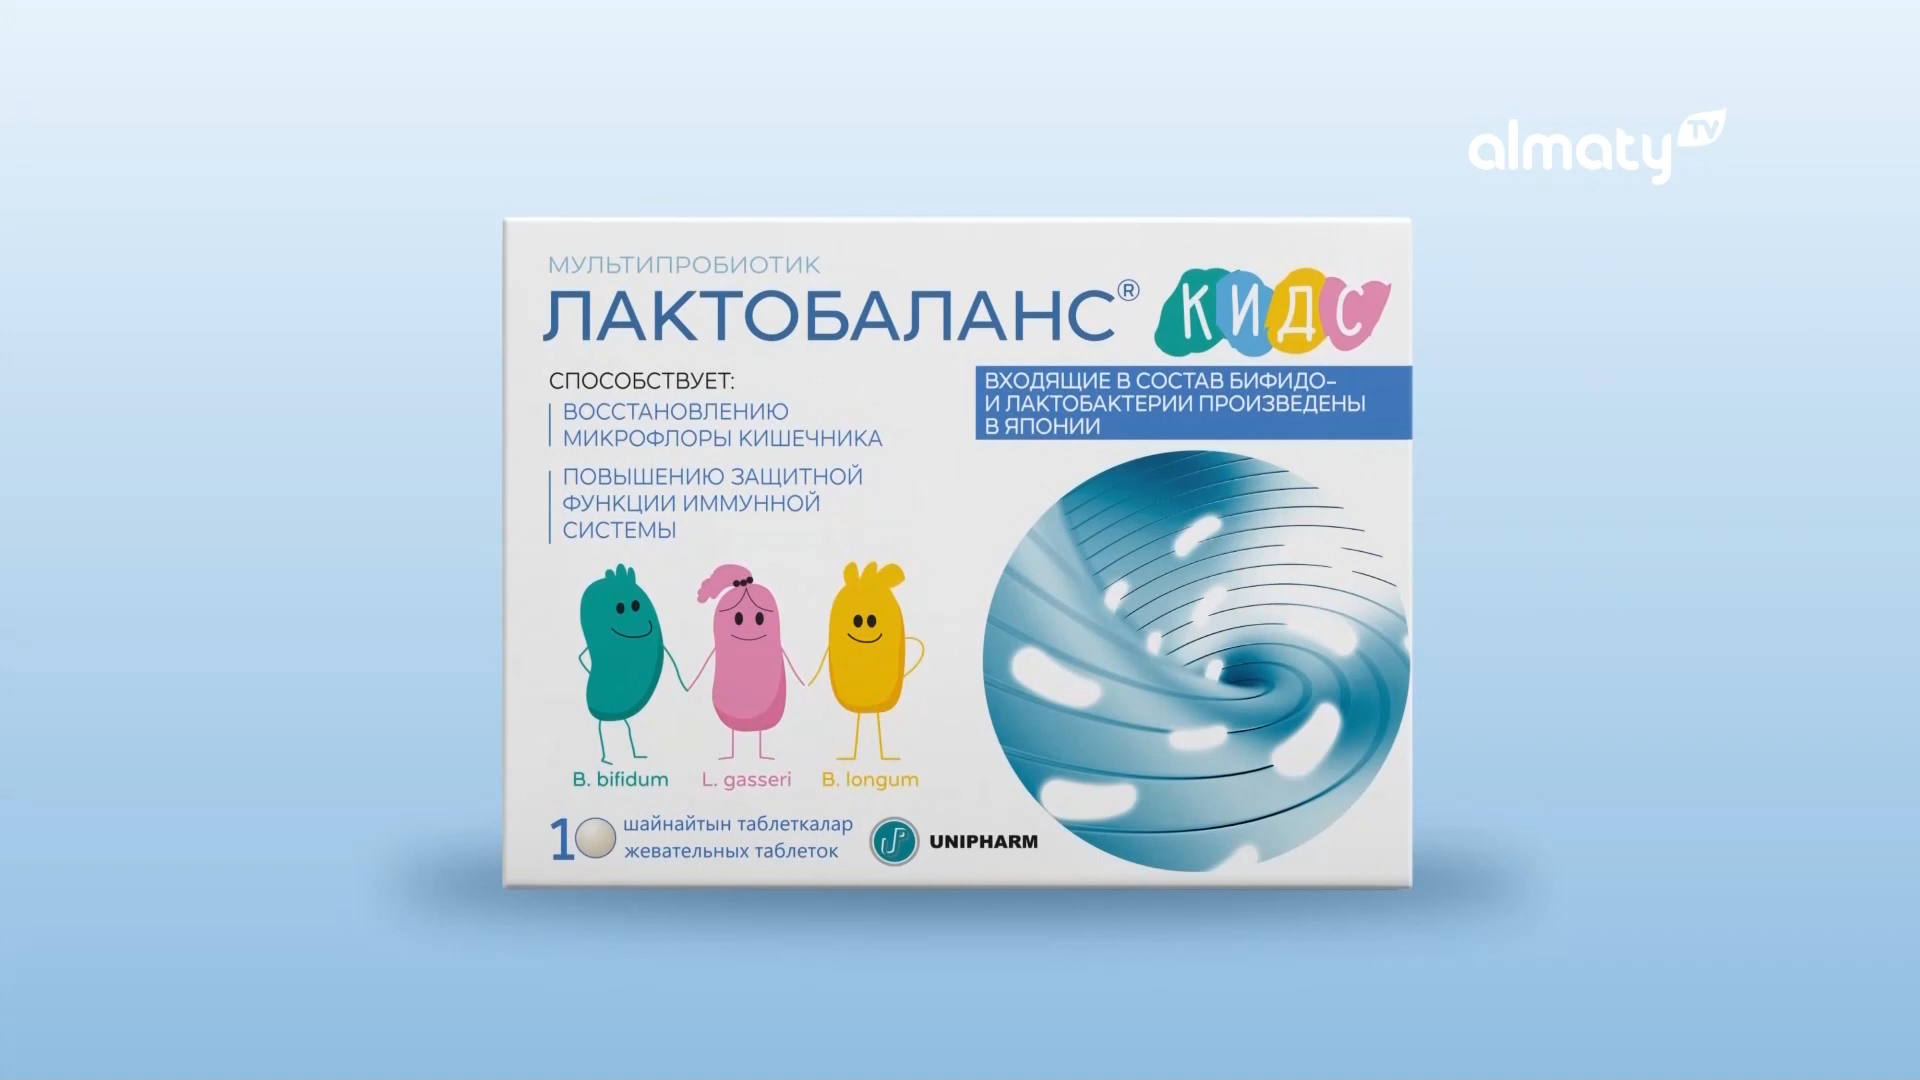 almaty TV
МУЛЬТИПРОБИОТИК
ЛАКТОБАЛАНС® КИДС
СПОСОБСТВУЕТ:
ВОССТАНОВЛЕНИЮ
МИКРОФЛОРЫ КИШЕЧНИКА
ПОВЫШЕНИЮ ЗАЩИТНОЙ
ФУНКЦИИ ИММУННОЙ
СИСТЕМЫ
ВХОДЯЩИЕ В СОСТАВ БИФИДО-
И ЛАКТОБАКТЕРИИ ПРОИЗВЕДЕНЫ
В ЯПОНИИ
B. bifidum L. gasseri B. longum
10 шайнайтын таблеткалар
жевательных таблеток
UNIPHARM